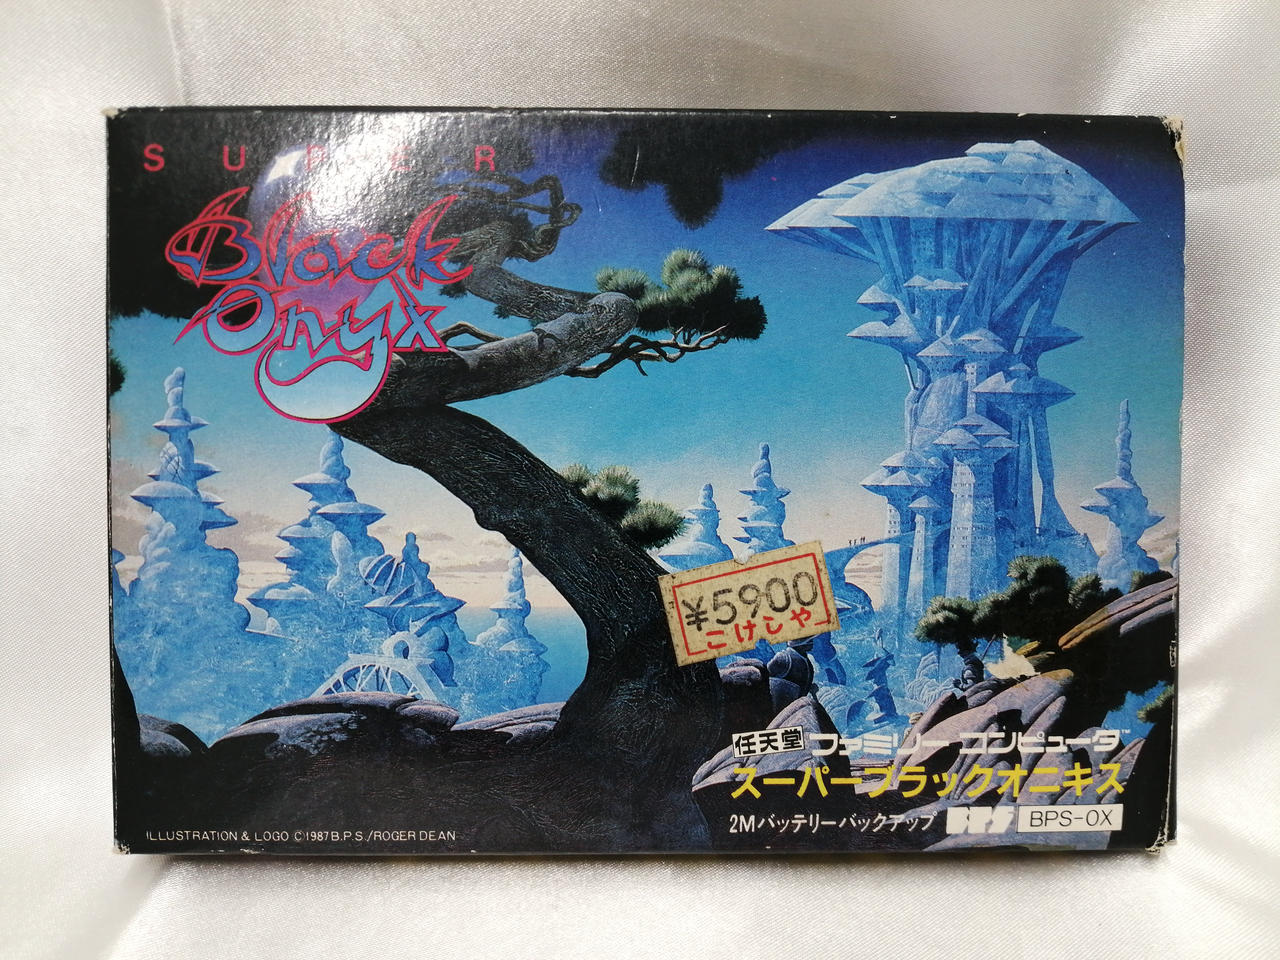 SUPER
Black
Onyx
¥5900
こけしや
任天堂 ファミリーコンピュータ™
スーパーブラックオニキス
2Mバッテリーバックアップ BPS BPS-OX
ILLUSTRATION & LOGO ©1987 B.P.S./ROGER DEAN